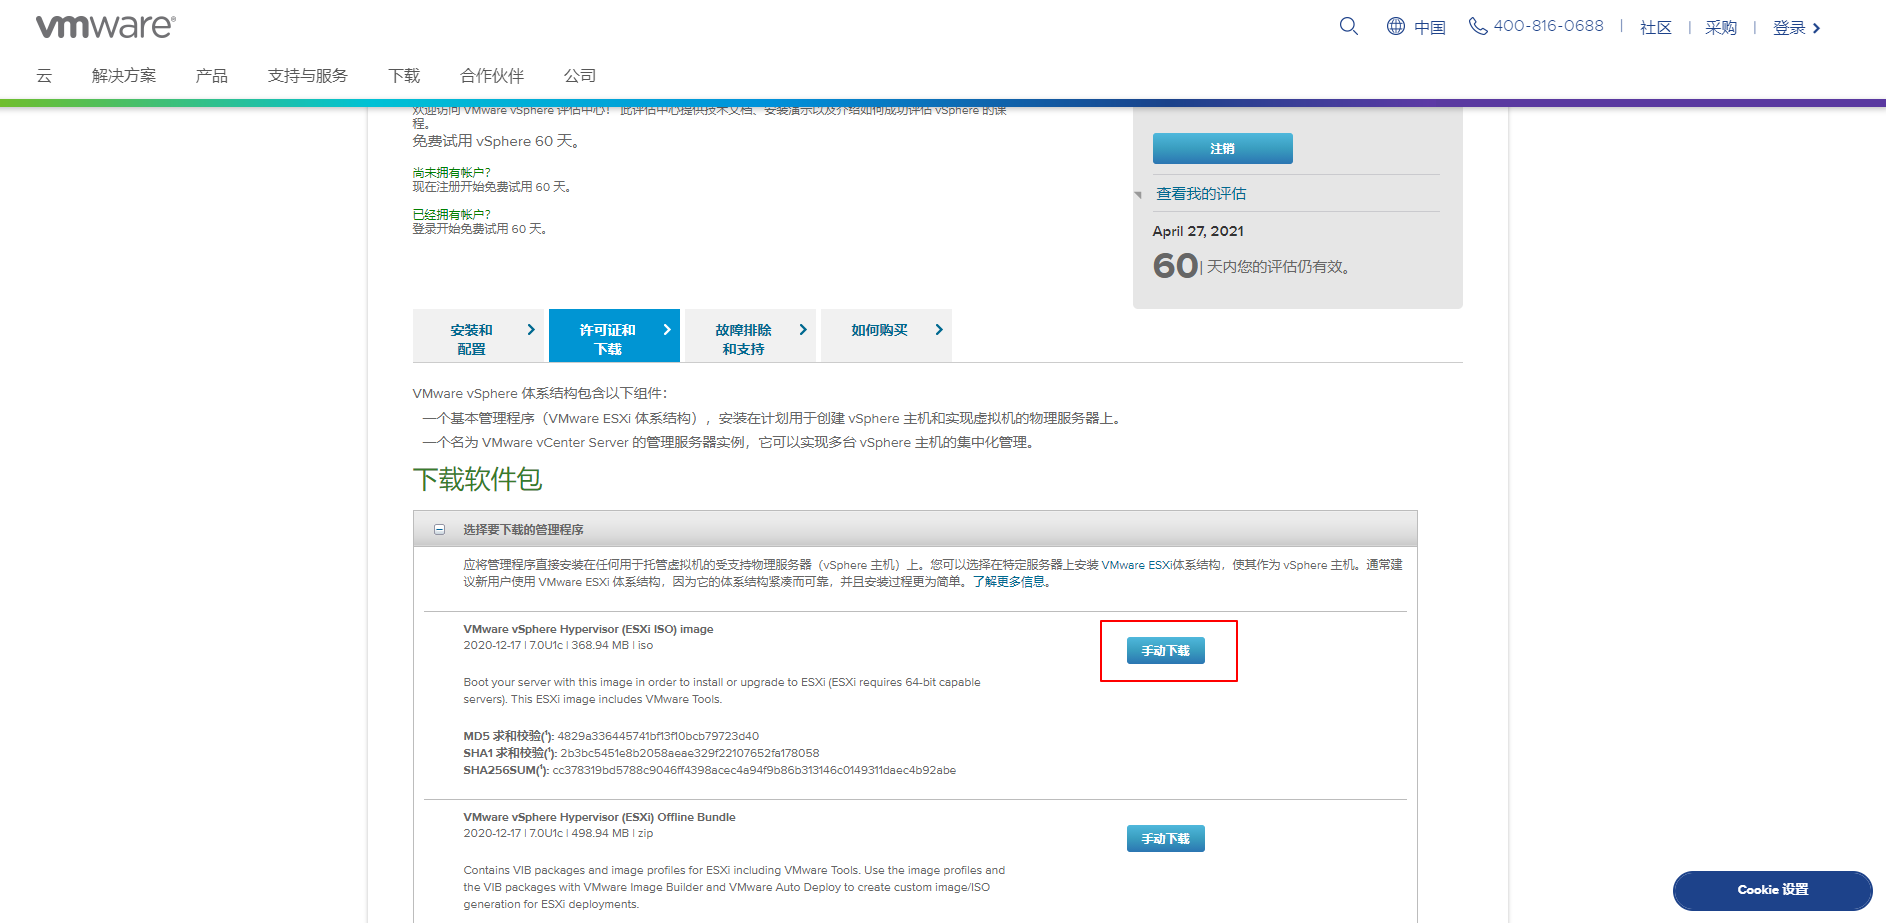 vmware®
中国
400-816-0688
社区
采购
登录
云
解决方案
产品
支持与服务
下载
合作伙伴
公司
欢迎访问 VMware vSphere 评估中心！ 此评估中心提供技术文档、安装演示以及介绍如何成功评估 vSphere 的课
程。
免费试用 vSphere 60 天。
尚未拥有帐户？
现在注册开始免费试用 60 天。
已经拥有帐户？
登录开始免费试用 60 天。
注销
查看我的评估
April 27, 2021
60| 天内您的评估仍有效。
安装和
配置
许可证和
下载
故障排除
和支持
如何购买
VMware vSphere 体系结构包含以下组件：
一个基本管理程序（VMware ESXi 体系结构），安装在计划用于创建 vSphere 主机和实现虚拟机的物理服务器上。
一个名为 VMware vCenter Server 的管理服务器实例，它可以实现多台 vSphere 主机的集中化管理。
下载软件包
选择要下载的管理程序
应将管理程序直接安装在任何用于托管虚拟机的受支持物理服务器（vSphere 主机）上。您可以选择在特定服务器上安装 VMware ESXi体系结构，使其作为 vSphere 主机。通常建
议新用户使用 VMware ESXi 体系结构，因为它的体系结构紧凑而可靠，并且安装过程更为简单。了解更多信息。
VMware vSphere Hypervisor (ESXi ISO) image
2020-12-17 | 7.0U1c | 368.94 MB | iso
手动下载
Boot your server with this image in order to install or upgrade to ESXi (ESXi requires 64-bit capable
servers). This ESXi image includes VMware Tools.
MD5 求和校验(¹): 4829a336445741bf13f10bcb79723d40
SHA1 求和校验(¹): 2b3bc5451e8b2058aeae329f22107652fa178058
SHA256SUM(¹): cc378319bd5788c9046ff4398acec4a94f9b86b313146c0149311daec4b92abe
VMware vSphere Hypervisor (ESXi) Offline Bundle
2020-12-17 | 7.0U1c | 498.94 MB | zip
手动下载
Contains VIB packages and image profiles for ESXi including VMware Tools. Use the image profiles and
the VIB packages with VMware Image Builder and VMware Auto Deploy to create custom image/ISO
generation for ESXi deployments.
Cookie 设置